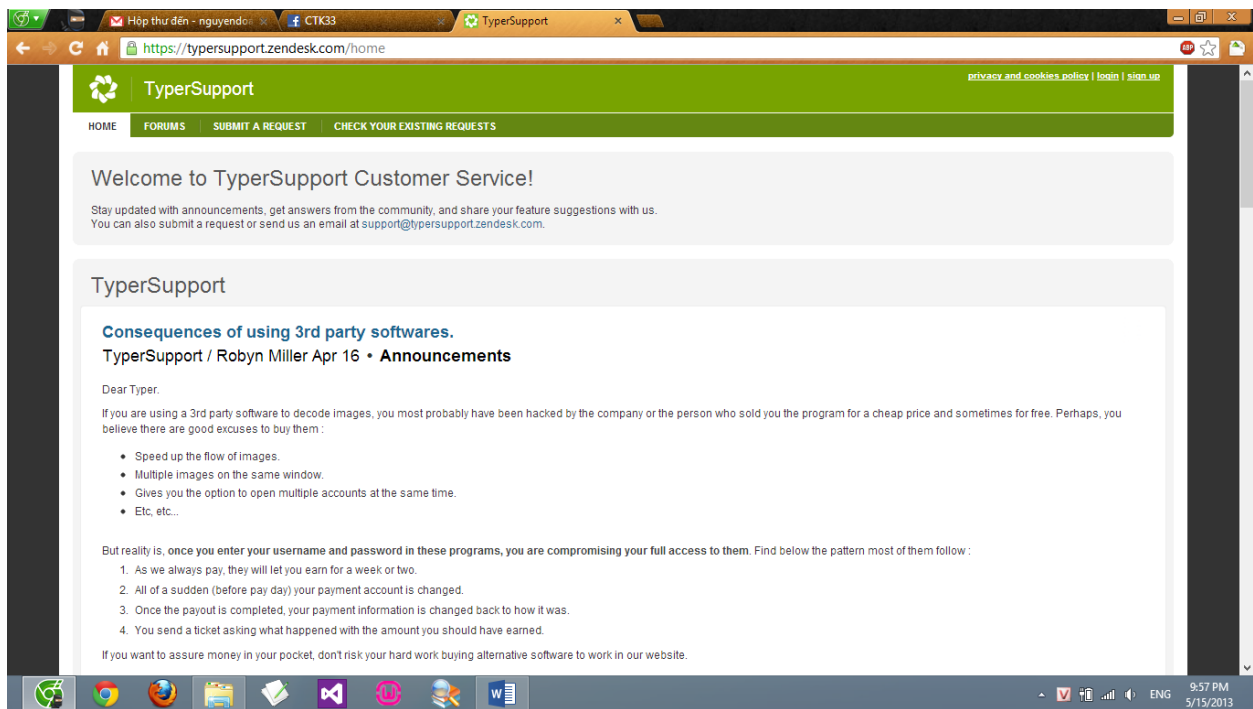 Hộp thư đến - nguyendo
CTK33
TyperSupport
https://typersupport.zendesk.com/home
ABP
privacy and cookies policy | login | sign up
TyperSupport
HOME FORUMS SUBMIT A REQUEST CHECK YOUR EXISTING REQUESTS
Welcome to TyperSupport Customer Service!
Stay updated with announcements, get answers from the community, and share your feature suggestions with us.
You can also submit a request or send us an email at support@typersupport.zendesk.com.
TyperSupport
Consequences of using 3rd party softwares.
TyperSupport / Robyn Miller Apr 16 • Announcements
Dear Typer.
If you are using a 3rd party software to decode images, you most probably have been hacked by the company or the person who sold you the program for a cheap price and sometimes for free. Perhaps, you
believe there are good excuses to buy them :
• Speed up the flow of images.
• Multiple images on the same window.
• Gives you the option to open multiple accounts at the same time.
• Etc, etc...
But reality is, once you enter your username and password in these programs, you are compromising your full access to them. Find below the pattern most of them follow :
1. As we always pay, they will let you earn for a week or two.
2. All of a sudden (before pay day) your payment account is changed.
3. Once the payout is completed, your payment information is changed back to how it was.
4. You send a ticket asking what happened with the amount you should have earned.
If you want to assure money in your pocket, don't risk your hard work buying alternative software to work in our website.
ENG
9:57 PM
5/15/2013